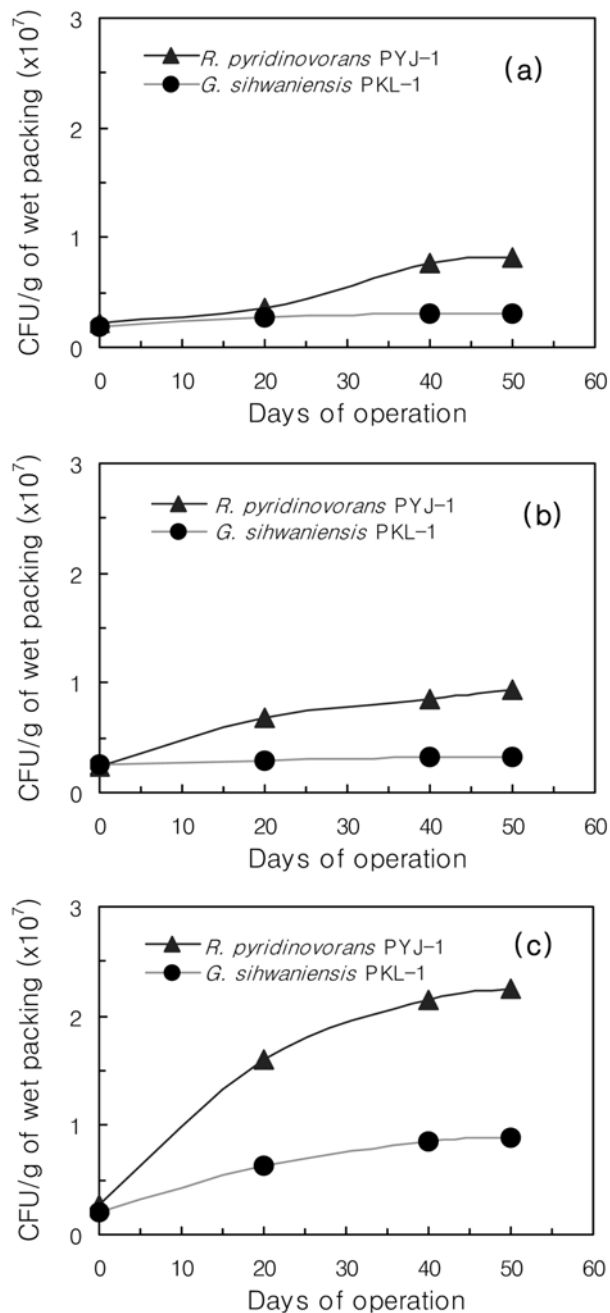 3
R. pyridinovorans PYJ-1
G. sihwaniensis PKL-1
(a)
2
1
0
CFU/g of wet packing (x10⁷)
0 10 20 30 40 50 60
Days of operation
3
R. pyridinovorans PYJ-1
G. sihwaniensis PKL-1
(b)
2
1
0
CFU/g of wet packing (x10⁷)
0 10 20 30 40 50 60
Days of operation
3
R. pyridinovorans PYJ-1
G. sihwaniensis PKL-1
(c)
2
1
0
CFU/g of wet packing (x10⁷)
0 10 20 30 40 50 60
Days of operation